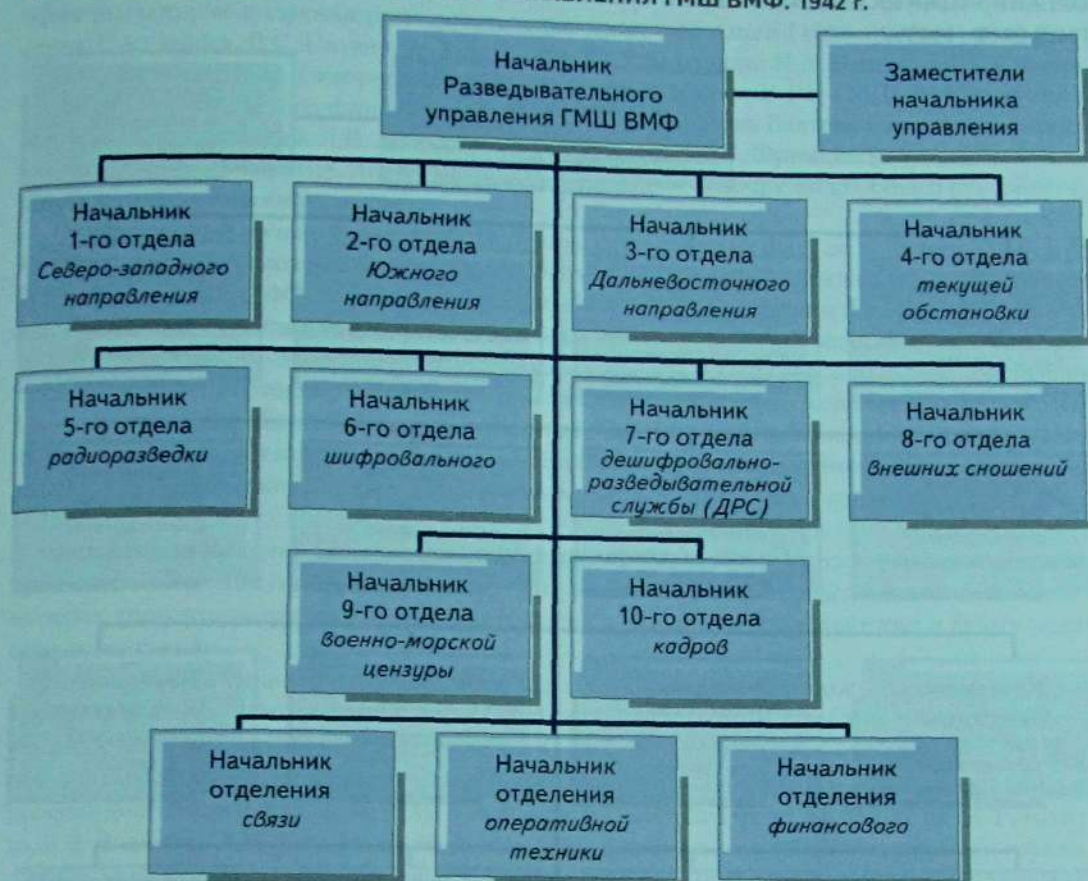 ГМШ ВМФ. 1942 г.
Начальник
Разведывательного
управления ГМШ ВМФ
Заместители
начальника
управления
Начальник
1-го отдела
Северо-западного
направления
Начальник
2-го отдела
Южного
направления
Начальник
3-го отдела
Дальневосточного
направления
Начальник
4-го отдела
текущей
обстановки
Начальник
5-го отдела
радиоразведки
Начальник
6-го отдела
шифровального
Начальник
7-го отдела
дешифровально-
разведывательной
службы (ДРС)
Начальник
8-го отдела
внешних сношений
Начальник
9-го отдела
военно-морской
цензуры
Начальник
10-го отдела
кадров
Начальник
отделения
связи
Начальник
отделения
оперативной
техники
Начальник
отделения
финансового